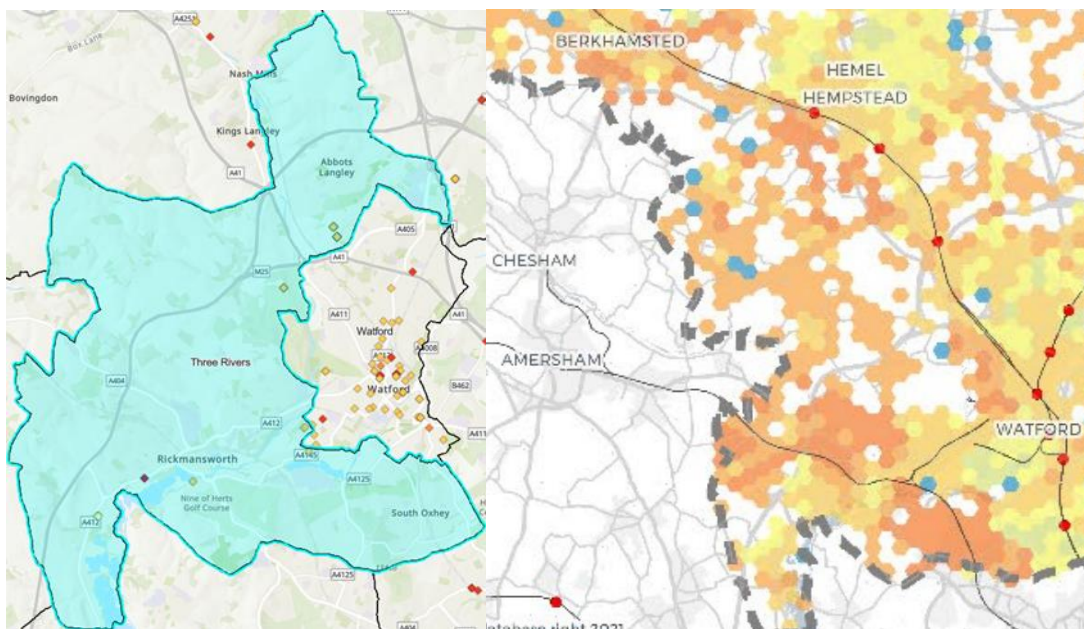 A4251
Box Lane
Nash Mills
Bovingdon
Kings Langley
A41
Abbots
Langley
A405
A41
M25
A411
A41
Watford
Three Rivers
Watford
B462
A404
A412
A411
A4145
Rickmansworth
A4125
Nine of Herts
Golf Course
A412
South Oxhey
A4125
A404
BERKHAMSTED
HEMEL
HEMPSTEAD
CHESHAM
AMERSHAM
WATFORD